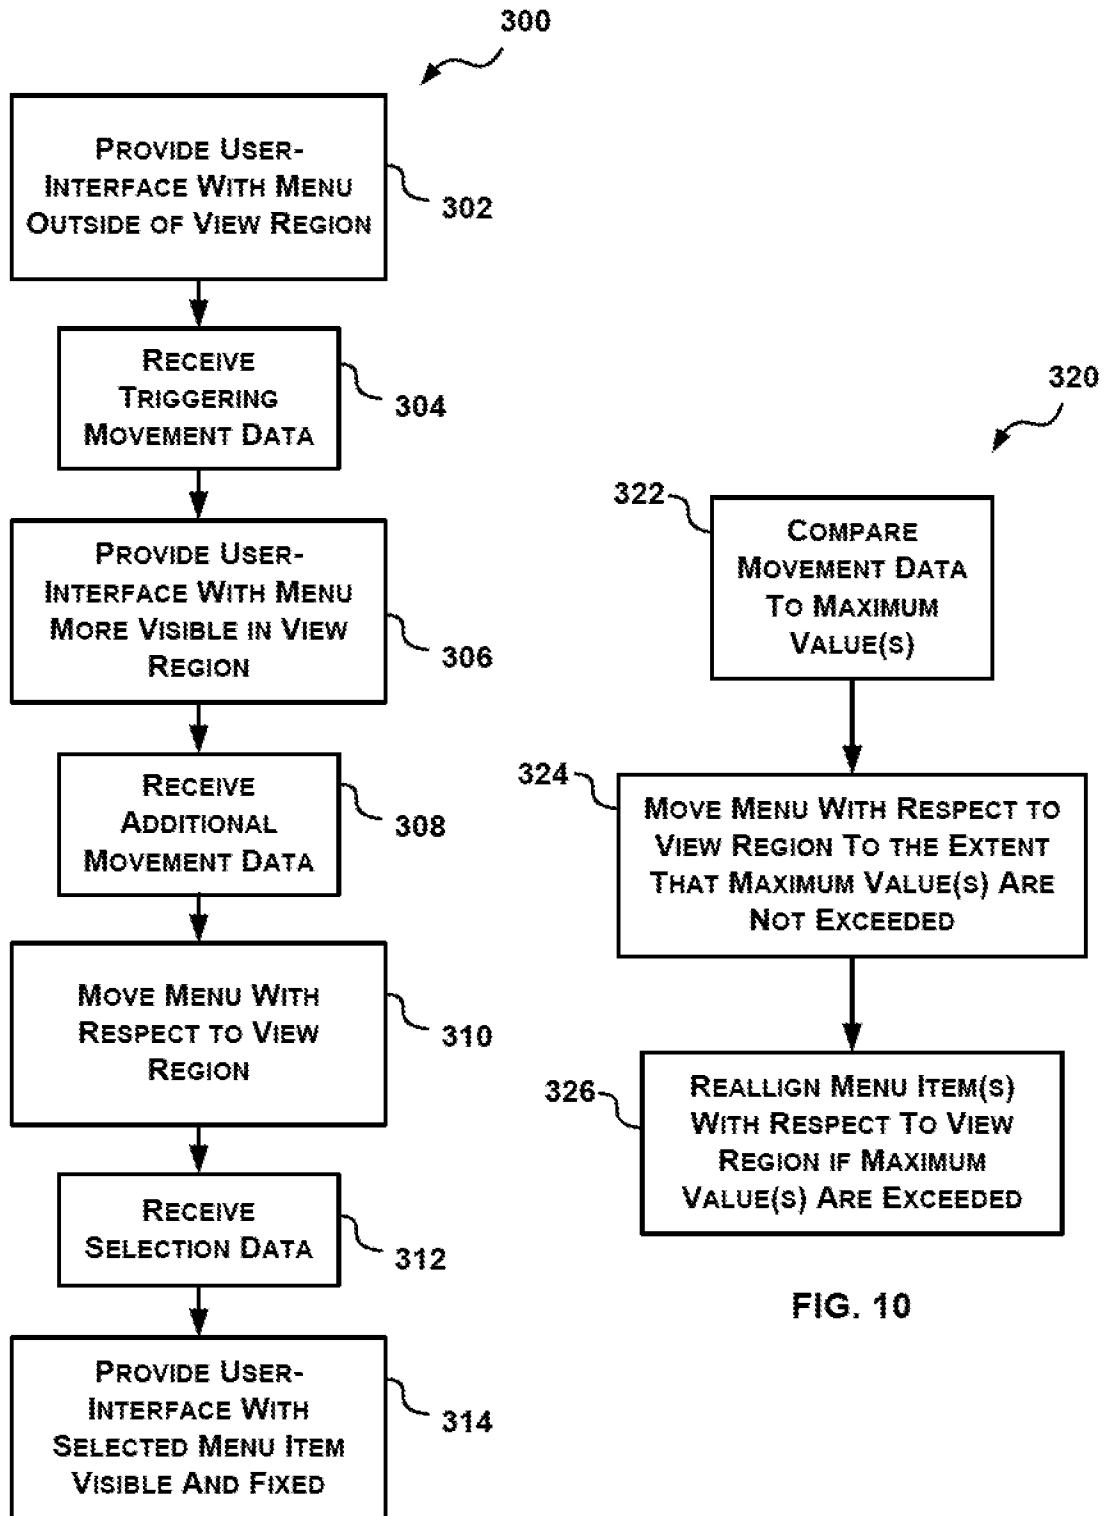 300
PROVIDE USER-
INTERFACE WITH MENU
OUTSIDE OF VIEW REGION
302
RECEIVE
TRIGGERING
MOVEMENT DATA
304
PROVIDE USER-
INTERFACE WITH MENU
MORE VISIBLE IN VIEW
REGION
306
RECEIVE
ADDITIONAL
MOVEMENT DATA
308
MOVE MENU WITH
RESPECT TO VIEW
REGION
310
RECEIVE
SELECTION DATA
312
PROVIDE USER-
INTERFACE WITH
SELECTED MENU ITEM
VISIBLE AND FIXED
314
320
322
COMPARE
MOVEMENT DATA
TO MAXIMUM
VALUE(S)
324
MOVE MENU WITH RESPECT TO
VIEW REGION TO THE EXTENT
THAT MAXIMUM VALUE(S) ARE
NOT EXCEEDED
326
REALLIGN MENU ITEM(S)
WITH RESPECT TO VIEW
REGION IF MAXIMUM
VALUE(S) ARE EXCEEDED
FIG. 10